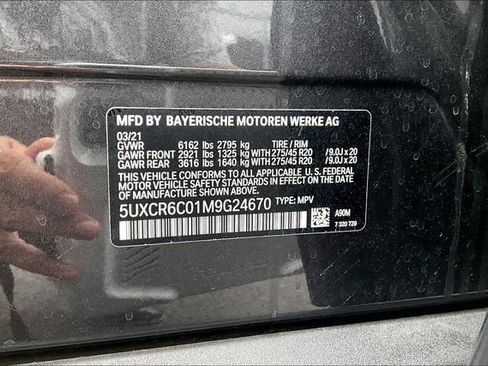 MFD BY BAYERISCHE MOTOREN WERKE AG
03/21
GVWR 6162 lbs 2795 kg TIRE / RIM
GAWR FRONT 2921 lbs 1325 kg WITH 275/45 R20 / 9.0J x 20
GAWR REAR 3616 lbs 1640 kg WITH 275/45 R20 / 9.0J x 20
THIS VEHICLE CONFORMS TO ALL APPLICABLE U. S. FEDERAL
MOTOR VEHICLE SAFETY STANDARDS IN EFFECT ON THE DATE OF
MANUFACTURE SHOWN ABOVE.
5UXCR6C01M9G24670 TYPE: MPV
A90M
7 320 729